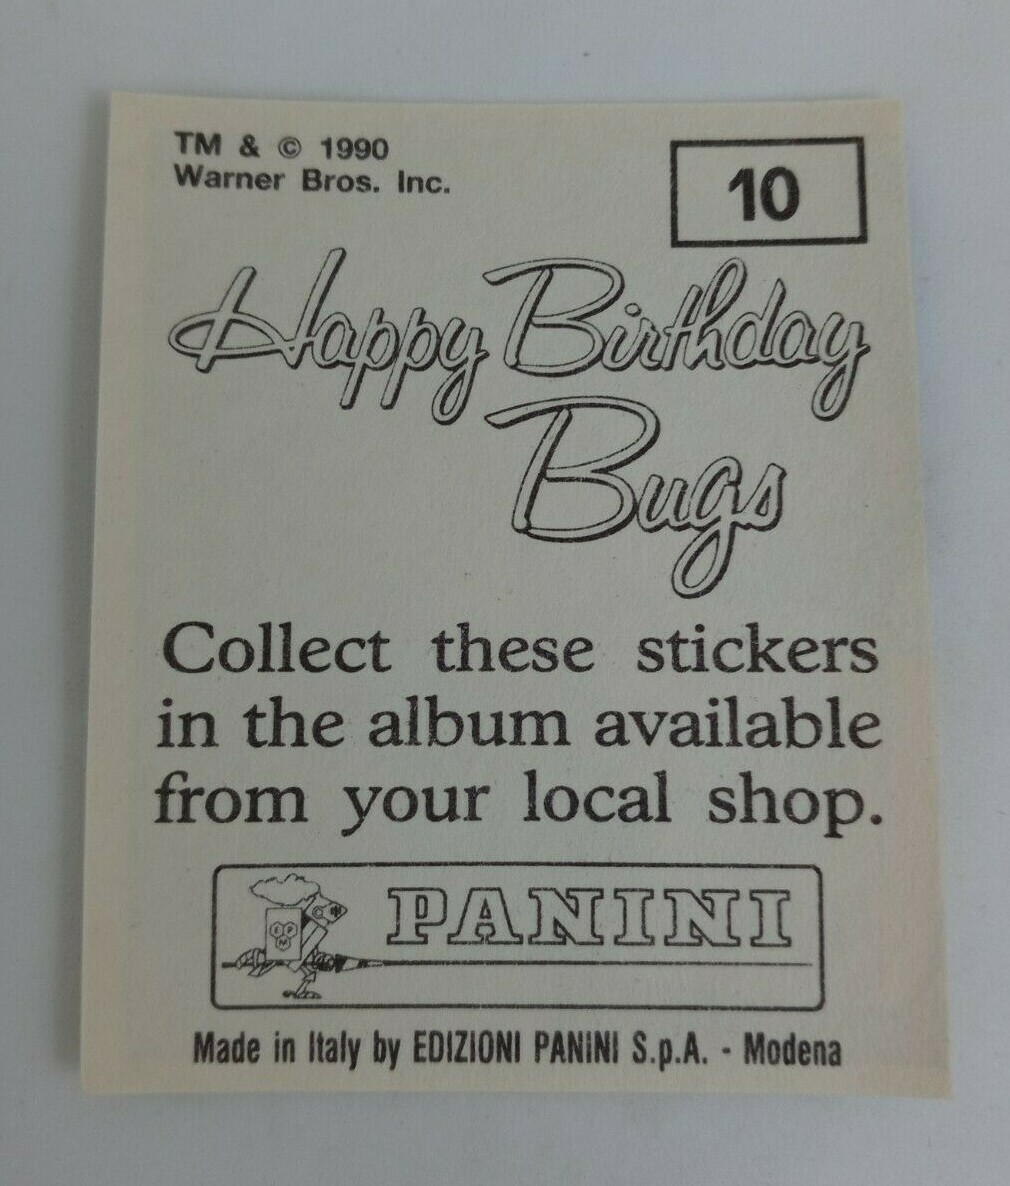 TM & © 1990
Warner Bros. Inc.
10
Happy Birthday
Bugs
Collect these stickers
in the album available
from your local shop.
E P
M
PANINI
Made in Italy by EDIZIONI PANINI S.p.A. - Modena